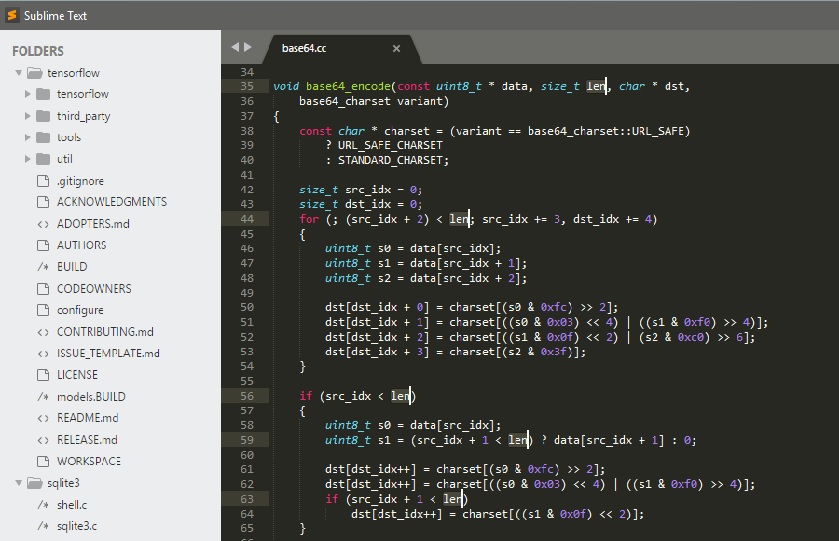 Sublime Text
FOLDERS
tensorflow
tensorflow
third_party
tools
util
.gitignore
ACKNOWLEDGMENTS
<> ADOPTERS.md
AUTHORS
/* BUILD
CODEOWNERS
configure
<> CONTRIBUTING.md
<> ISSUE_TEMPLATE.md
LICENSE
/* models.BUILD
<> README.md
<> RELEASE.md
WORKSPACE
sqlite3
/* shell.c
/* sqlite3.c
base64.cc ×
34
35 void base64_encode(const uint8_t * data, size_t len, char * dst,
36     base64_charset variant)
37 {
38     const char * charset = (variant == base64_charset::URL_SAFE)
39         ? URL_SAFE_CHARSET
40         : STANDARD_CHARSET;
41
42     size_t src_idx = 0;
43     size_t dst_idx = 0;
44     for (; (src_idx + 2) < len; src_idx += 3, dst_idx += 4)
45     {
46         uint8_t s0 = data[src_idx];
47         uint8_t s1 = data[src_idx + 1];
48         uint8_t s2 = data[src_idx + 2];
49
50         dst[dst_idx + 0] = charset[(s0 & 0xfc) >> 2];
51         dst[dst_idx + 1] = charset[((s0 & 0x03) << 4) | ((s1 & 0xf0) >> 4)];
52         dst[dst_idx + 2] = charset[((s1 & 0x0f) << 2) | (s2 & 0xc0) >> 6];
53         dst[dst_idx + 3] = charset[(s2 & 0x3f)];
54     }
55
56     if (src_idx < len)
57     {
58         uint8_t s0 = data[src_idx];
59         uint8_t s1 = (src_idx + 1 < len) ? data[src_idx + 1] : 0;
60
61         dst[dst_idx++] = charset[(s0 & 0xfc) >> 2];
62         dst[dst_idx++] = charset[((s0 & 0x03) << 4) | ((s1 & 0xf0) >> 4)];
63         if (src_idx + 1 < len)
64             dst[dst_idx++] = charset[((s1 & 0x0f) << 2)];
65     }